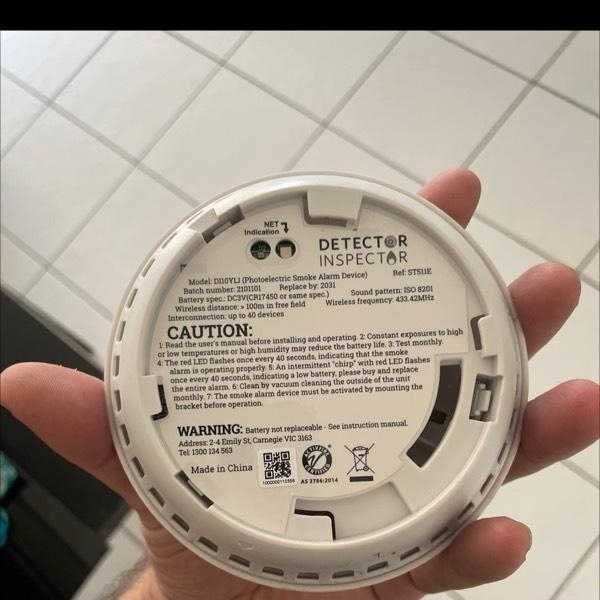 NET
Indication
DETECTOR
INSPECTOR
Model: DI10YLI (Photoelectric Smoke Alarm Device) Ref: ST511E
Batch number: 2101101 Replace by: 2031
Battery spec.: DC3V(CR17450 or same spec.) Sound pattern: ISO 8201
Wireless distance: > 100m in free field Wireless frequency: 433.42MHz
Interconnection: up to 40 devices
CAUTION:
1: Read the user's manual before installing and operating. 2: Constant exposures to high
or low temperatures or high humidity may reduce the battery life. 3: Test monthly.
4: The red LED flashes once every 40 seconds, indicating that the smoke
alarm is operating properly. 5: An intermittent "chirp" with red LED flashes
once every 40 seconds, indicating a low battery, please buy and replace
the entire alarm. 6: Clean by vacuum cleaning the outside of the unit
monthly. 7: The smoke alarm device must be activated by mounting the
bracket before operation.
WARNING: Battery not replaceable - See instruction manual.
Address: 2-4 Emily St, Carnegie VIC 3163
Tel: 1300 134 563
Made in China
AS 3786:2014